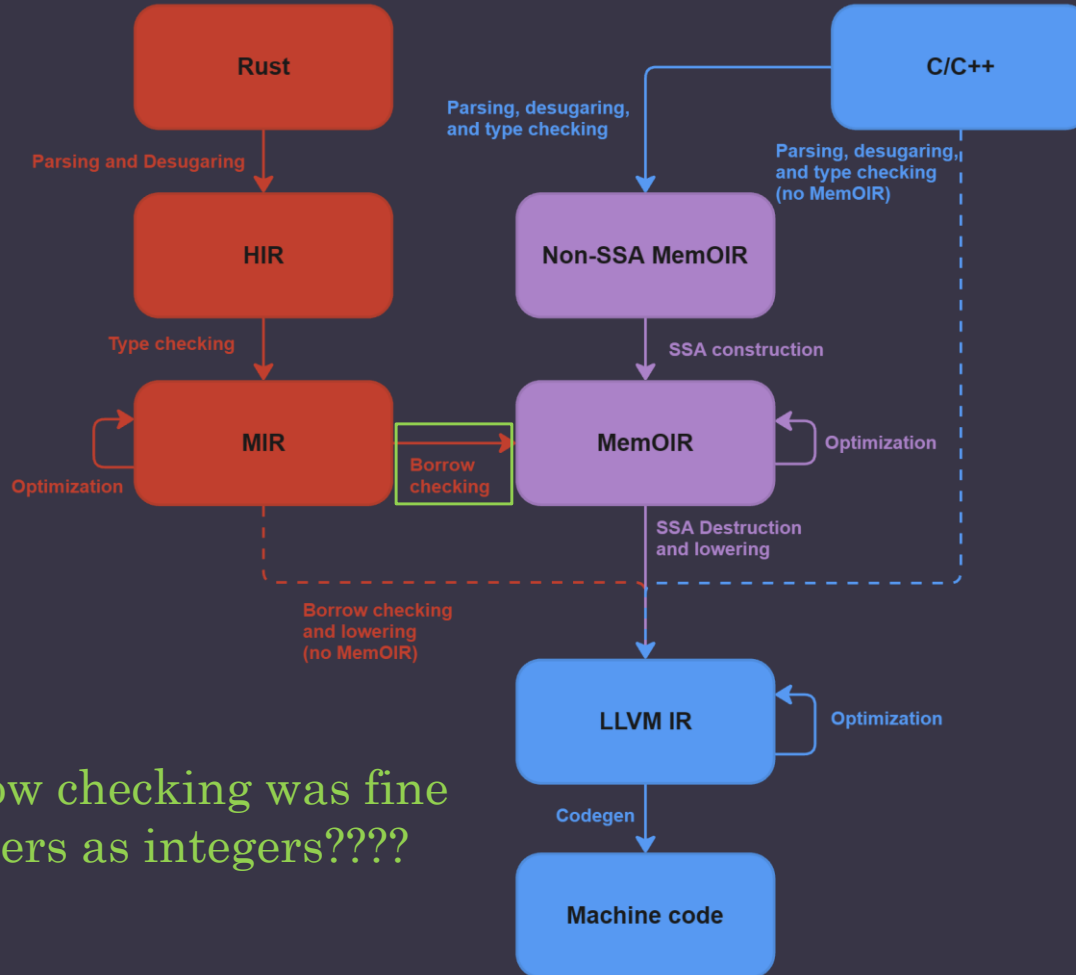 Rust
C/C++
Parsing, desugaring,
and type checking
Parsing and Desugaring
Parsing, desugaring,
and type checking
(no MemOIR)
HIR
Non-SSA MemOIR
Type checking
SSA construction
MIR
Borrow
checking
MemOIR
Optimization
Optimization
SSA Destruction
and lowering
Borrow checking
and lowering
(no MemOIR)
LLVM IR
Optimization
checking was fine
as integers????
Codegen
Machine code